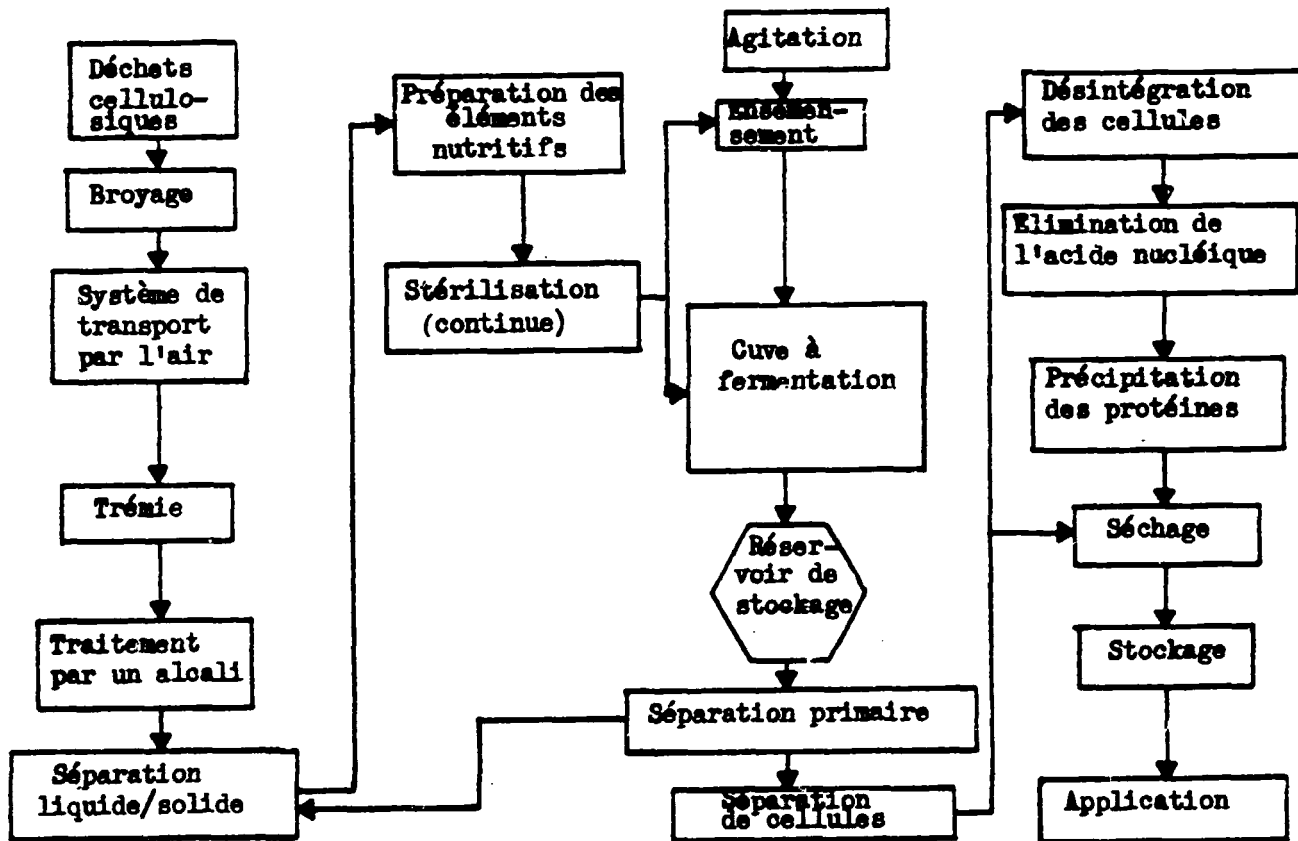 Déchets
cellulo-
siques
Broyage
Système de
transport
par l'air
Trémie
Traitement
par un alcali
Séparation
liquide/solide
Préparation des
éléments
nutritifs
Stérilisation
(continue)
Agitation
Ensemen-
sement
Cuve à
fermentation
Réser-
voir de
stockage
Séparation primaire
Séparation
de cellules
Désintégration
des cellules
Elimination de
l'acide nucléique
Précipitation
des protéines
Séchage
Stockage
Application